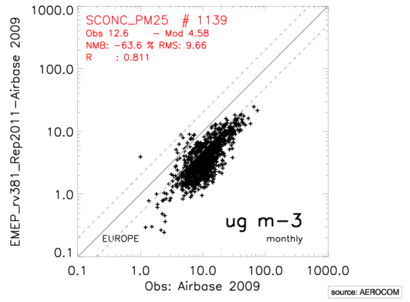 1000.0
SCONC_PM25 # 1139
Obs 12.6 - Mod 4.58
NMB: -63.6 % RMS: 9.66
R : 0.811
100.0
10.0
1.0
0.1
EMEP_rv381_Rep2011-Airbase 2009
ug m-3
EUROPE monthly
0.1 1.0 10.0 100.0 1000.0
Obs: Airbase 2009
source: AEROCOM